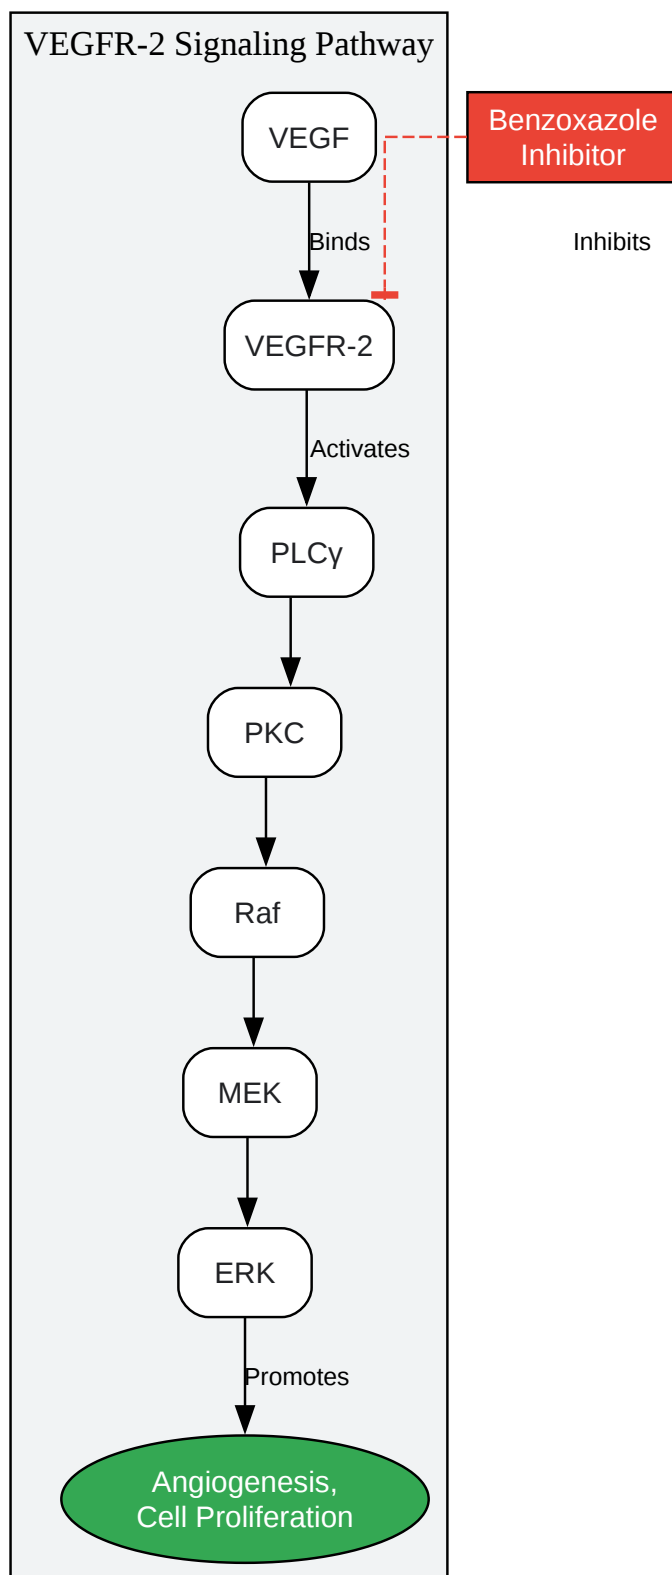 VEGFR-2 Signaling Pathway
VEGF
Benzoxazole
Inhibitor
Binds
Inhibits
VEGFR-2
Activates
PLCγ
PKC
Raf
MEK
ERK
Promotes
Angiogenesis,
Cell Proliferation